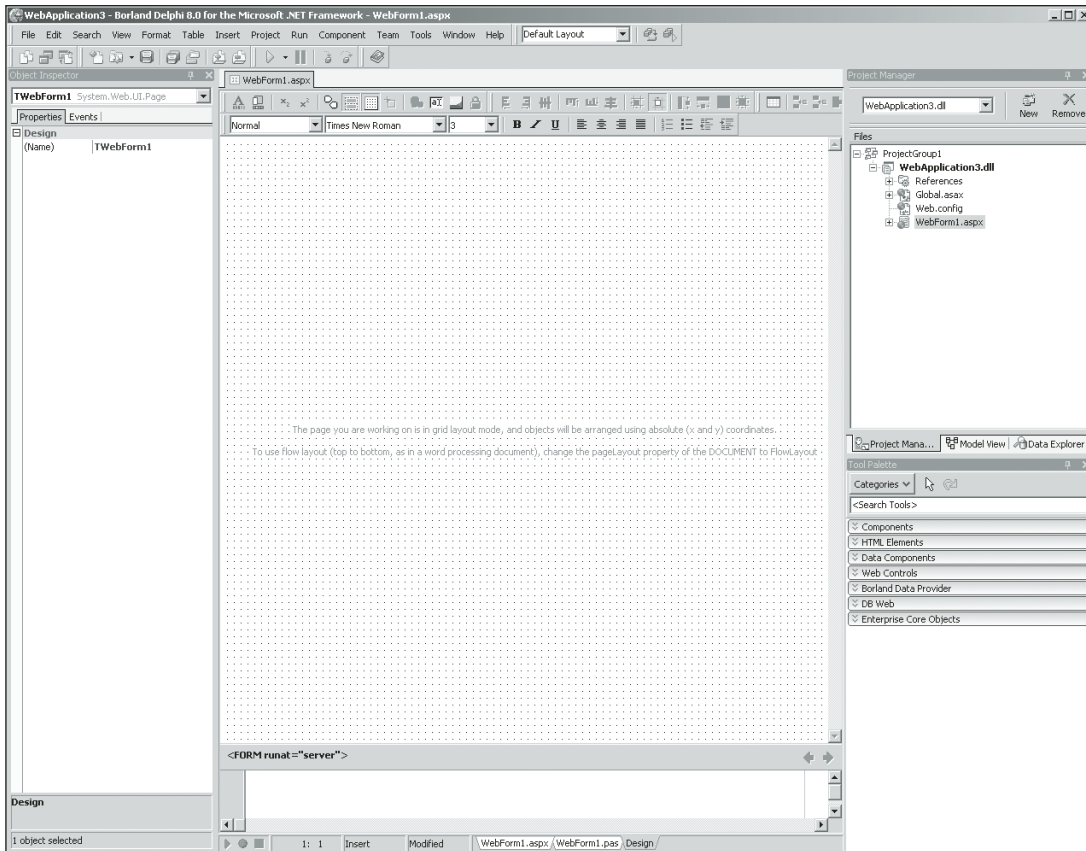 WebApplication3 - Borland Delphi 8.0 for the Microsoft .NET Framework - WebForm1.aspx
File Edit Search View Format Table Insert Project Run Component Team Tools Window Help Default Layout
Object Inspector
TWebForm1 System.Web.UI.Page
Properties Events
Design
(Name) TWebForm1
WebForm1.aspx
Normal Times New Roman 3 B I U
The page you are working on is in grid layout mode, and objects will be arranged using absolute (x and y) coordinates.
To use flow layout (top to bottom, as in a word processing document), change the pageLayout property of the DOCUMENT to FlowLayout
<FORM runat="server">
Project Manager
WebApplication3.dll New Remove
Files
ProjectGroup1
WebApplication3.dll
References
Global.asax
Web.config
WebForm1.aspx
Project Mana... Model View Data Explorer
Tool Palette
Categories
<Search Tools>
Components
HTML Elements
Data Components
Web Controls
Borland Data Provider
DB Web
Enterprise Core Objects
Design
1 object selected
1: 1 Insert Modified WebForm1.aspx WebForm1.pas Design